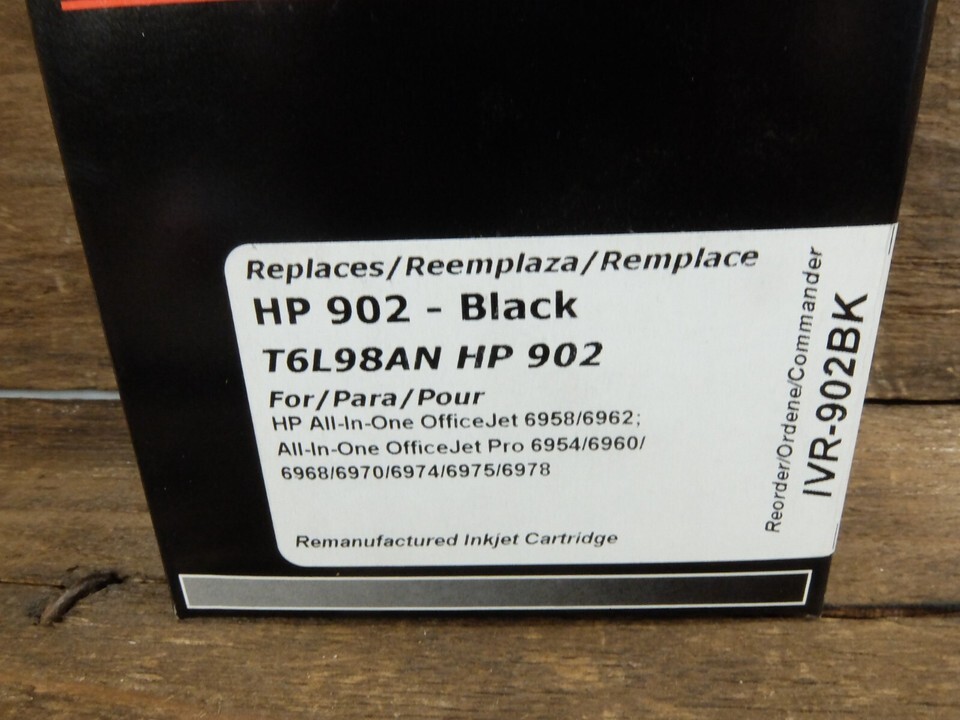 Replaces/Reemplaza/Remplace
HP 902 - Black
T6L98AN HP 902
For/Para/Pour
HP All-In-One OfficeJet 6958/6962;
All-In-One OfficeJet Pro 6954/6960/
6968/6970/6974/6975/6978
Remanufactured Inkjet Cartridge
Reorder/Ordene/Commander
IVR-902BK